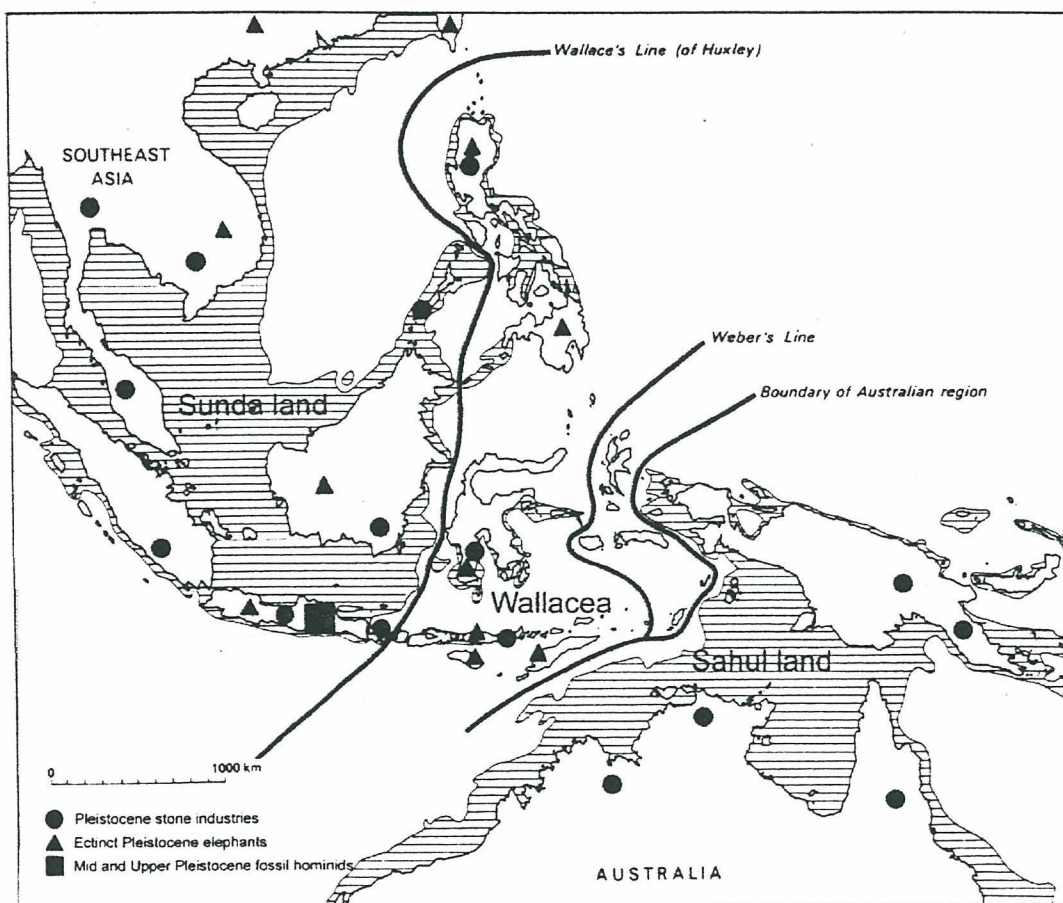 Wallace's Line (of Huxley)
SOUTHEAST
ASIA
Weber's Line
Boundary of Australian region
Sunda land
Wallacea
Sahul land
0 1000 km
Pleistocene stone industries
Ectinct Pleistocene elephants
Mid and Upper Pleistocene fossil hominids
AUSTRALIA